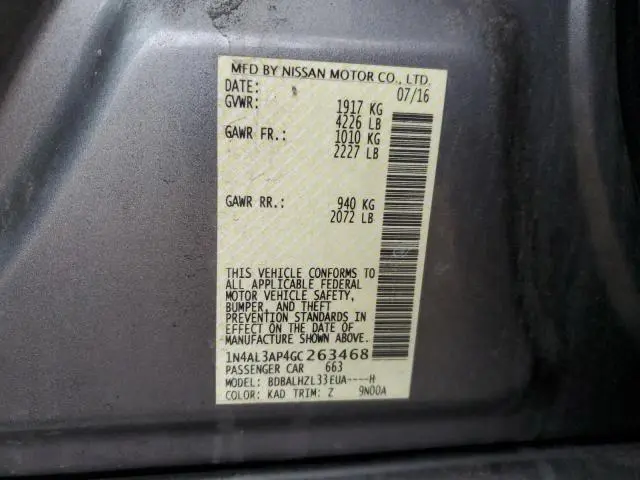 MFD BY NISSAN MOTOR CO., LTD.
DATE: 07/16
GVWR: 1917 KG
4226 LB
GAWR FR.: 1010 KG
2227 LB
GAWR RR.: 940 KG
2072 LB
THIS VEHICLE CONFORMS TO
ALL APPLICABLE FEDERAL
MOTOR VEHICLE SAFETY,
BUMPER, AND THEFT
PREVENTION STANDARDS IN
EFFECT ON THE DATE OF
MANUFACTURE SHOWN ABOVE.
1N4AL3AP4GC263468
PASSENGER CAR 663
MODEL: BDBALHZL33EUA----H
COLOR: KAD TRIM: Z 9N00A